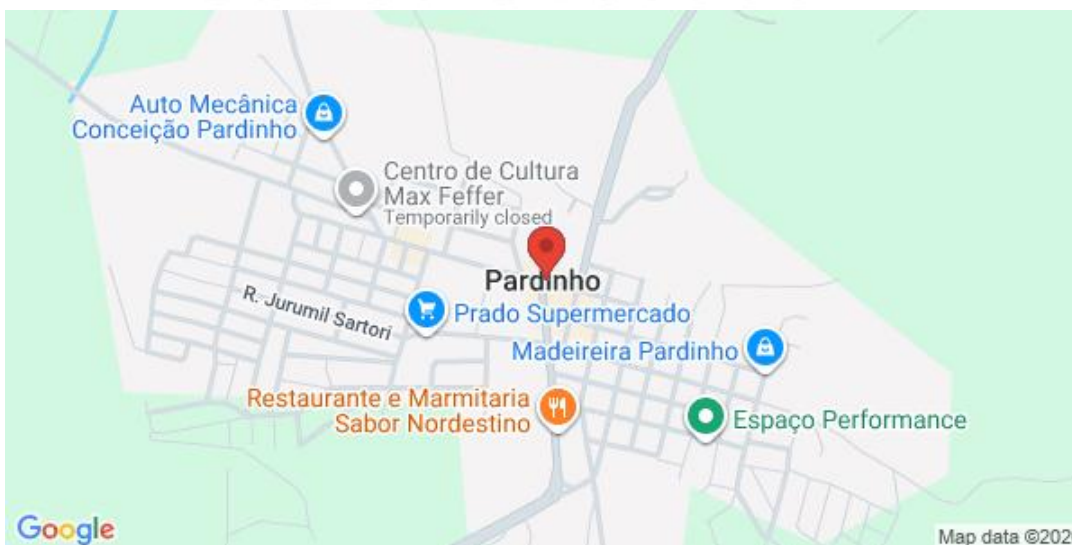 Auto Mecânica
Conceição Pardinho
Centro de Cultura
Max Feffer
Temporarily closed
Pardinho
R. Jurumil Sartori
Prado Supermercado
Madeireira Pardinho
Restaurante e Marmitaria
Sabor Nordestino
Espaço Performance
Google
Map data ©202